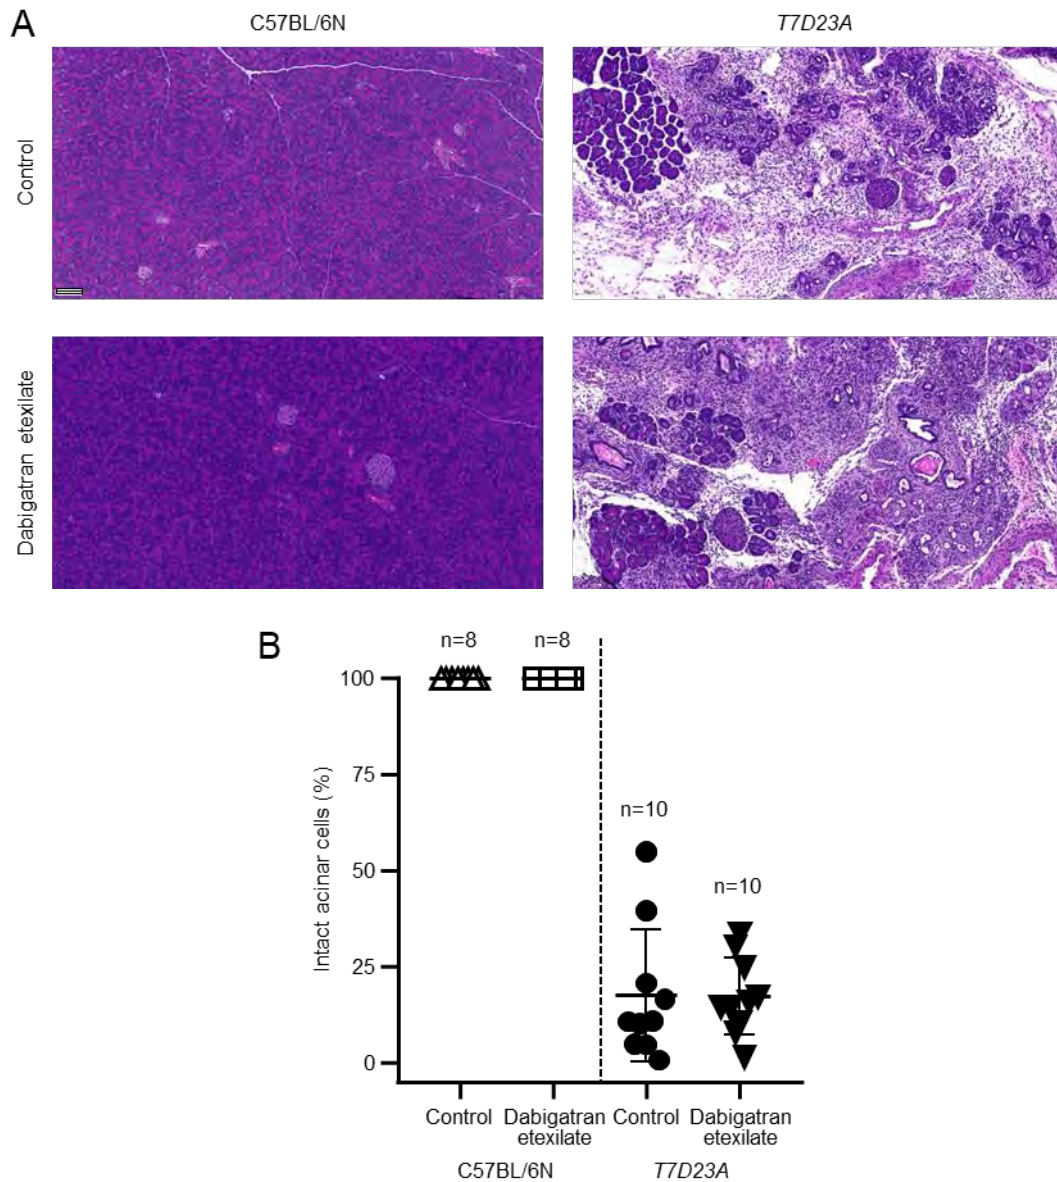 A
C57BL/6N
T7D23A
Control
Dabigatran etexilate
B
n=8
n=8
n=10
n=10
Intact acinar cells (%)
100
75
50
25
0
Control
Dabigatran
etexilate
Control
Dabigatran
etexilate
C57BL/6N
T7D23A